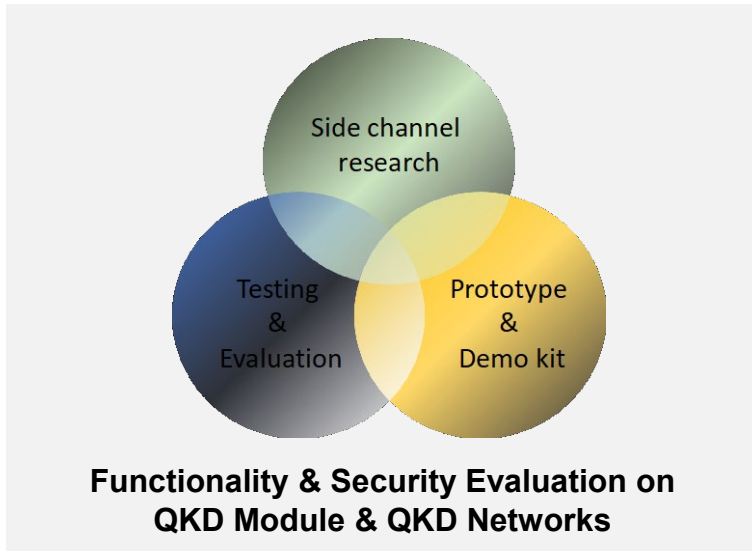 Side channel
research
Testing
&
Evaluation
Prototype
&
Demo kit
Functionality & Security Evaluation on
QKD Module & QKD Networks